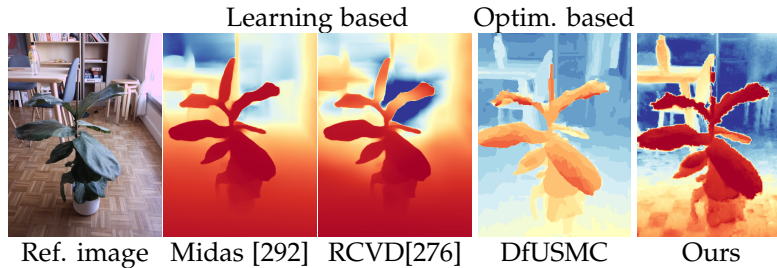 Learning based Optim. based
Ref. image Midas [292] RCVD[276] DfUSMC Ours